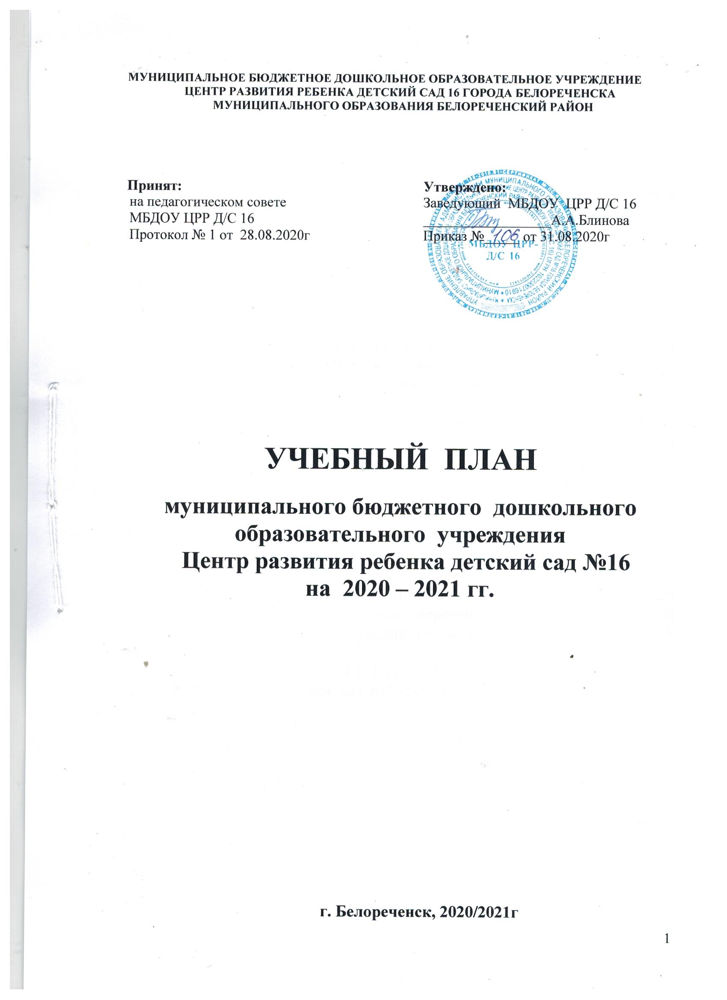 МУНИЦИПАЛЬНОЕ БЮДЖЕТНОЕ ДОШКОЛЬНОЕ ОБРАЗОВАТЕЛЬНОЕ УЧРЕЖДЕНИЕ
ЦЕНТР РАЗВИТИЯ РЕБЕНКА ДЕТСКИЙ САД 16 ГОРОДА БЕЛОРЕЧЕНСКА
МУНИЦИПАЛЬНОГО ОБРАЗОВАНИЯ БЕЛОРЕЧЕНСКИЙ РАЙОН
Принят:
на педагогическом совете
МБДОУ ЦРР Д/С 16
Протокол № 1 от 28.08.2020г
Утверждено:
Заведующий МБДОУ ЦРР Д/С 16
А.А.Блинова
Приказ № 106 от 31.08.2020г
МБДОУ ЦРР-
Д/С 16
УЧЕБНЫЙ ПЛАН
муниципального бюджетного дошкольного
образовательного учреждения
Центр развития ребенка детский сад №16
на 2020 – 2021 гг.
г. Белореченск, 2020/2021г
1